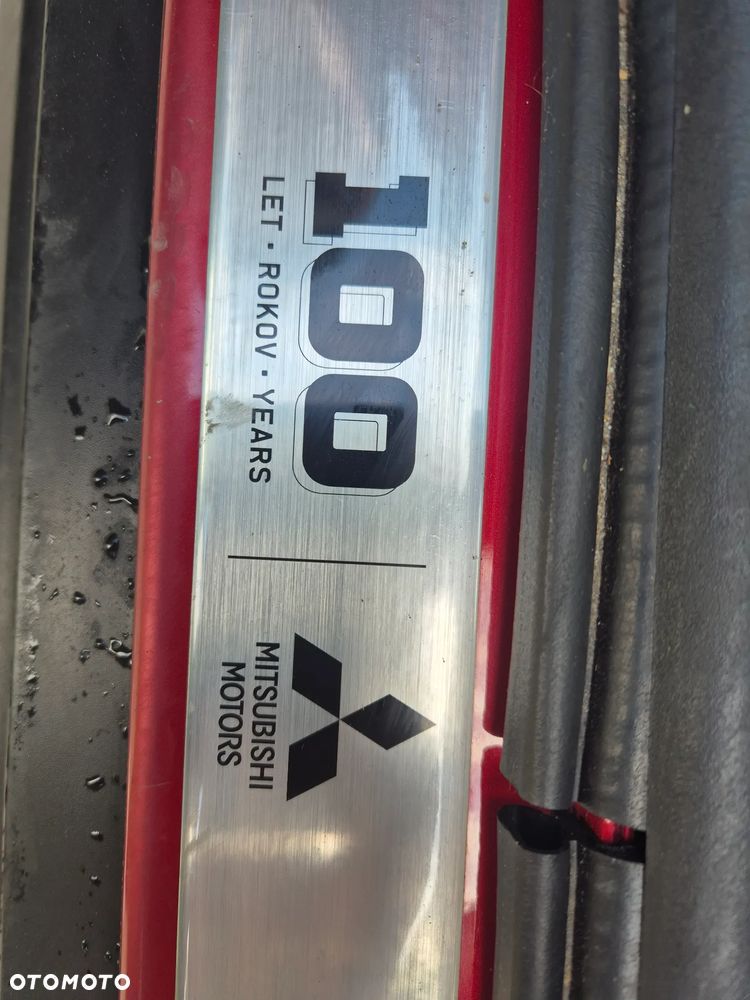 100
LET · ROKOV · YEARS
MITSUBISHI
MOTORS
OTOMOTO